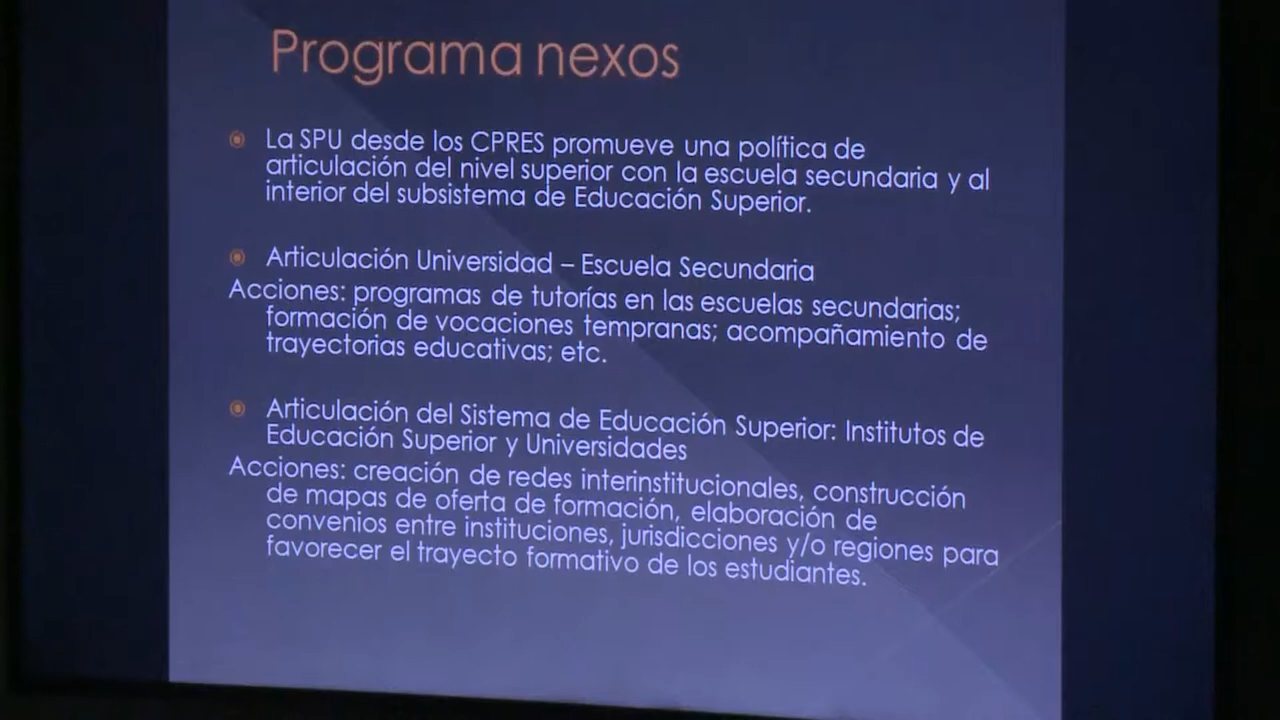 Programa nexos
La SPU desde los CPRES promueve una política de
articulación del nivel superior con la escuela secundaria y al
interior del subsistema de Educación Superior.
Articulación Universidad – Escuela Secundaria
Acciones: programas de tutorías en las escuelas secundarias;
formación de vocaciones tempranas; acompañamiento de
trayectorias educativas; etc.
Articulación del Sistema de Educación Superior: Institutos de
Educación Superior y Universidades
Acciones: creación de redes interinstitucionales, construcción
de mapas de oferta de formación, elaboración de
convenios entre instituciones, jurisdicciones y/o regiones para
favorecer el trayecto formativo de los estudiantes.